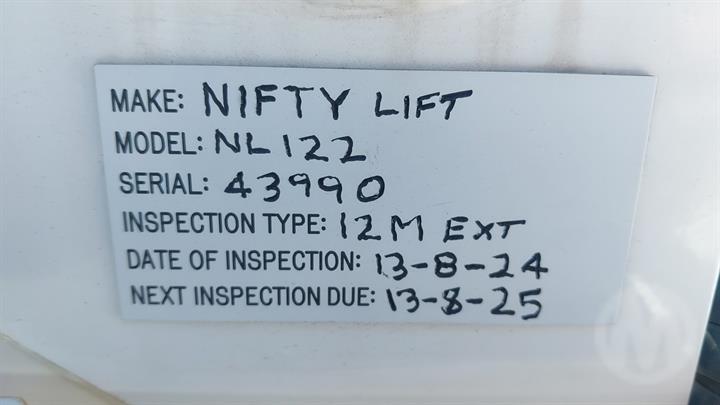 MAKE: NIFTY LIFT
MODEL: NL122
SERIAL: 43990
INSPECTION TYPE: 12M EXT
DATE OF INSPECTION: 13-8-24
NEXT INSPECTION DUE: 13-8-25
M